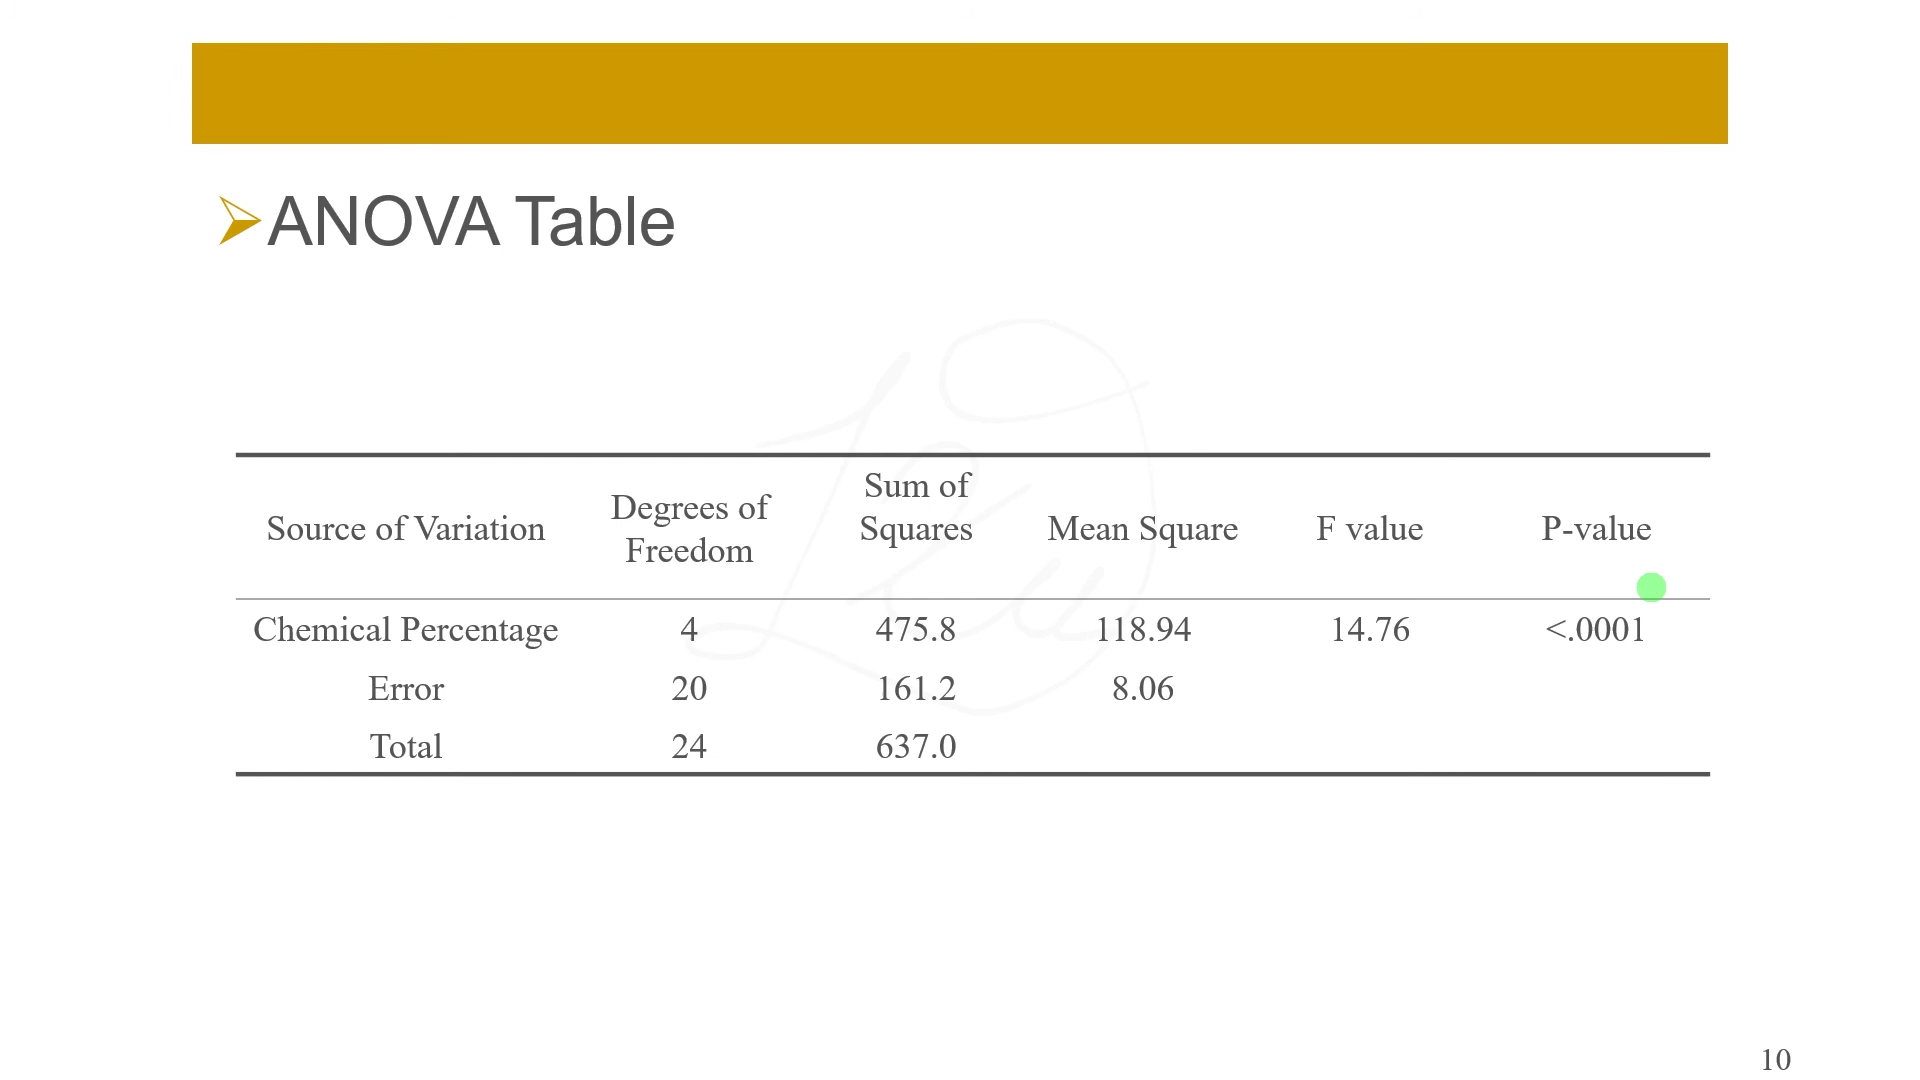 ANOVA Table
Source of Variation Degrees of Freedom Sum of Squares Mean Square F value P-value
Chemical Percentage 4 475.8 118.94 14.76 <.0001
Error 20 161.2 8.06
Total 24 637.0
10